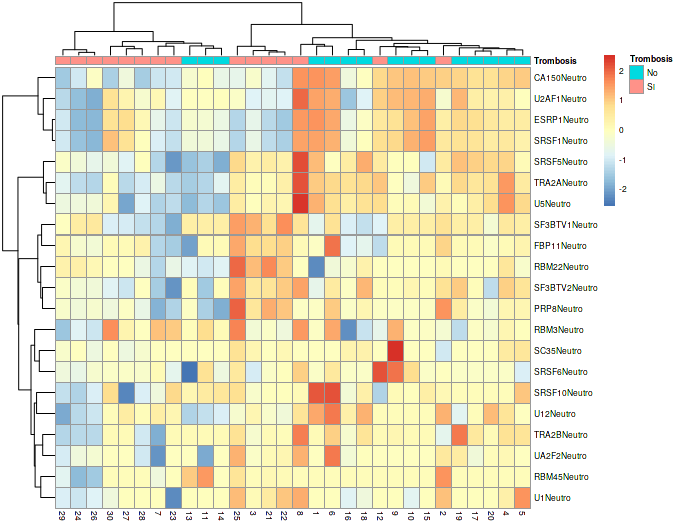 Trombosis
CA150Neutro
U2AF1Neutro
ESRP1Neutro
SRSF1Neutro
SRSF5Neutro
TRA2ANeutro
U5Neutro
SF3BTV1Neutro
FBP11Neutro
RBM22Neutro
SF3BTV2Neutro
PRP8Neutro
RBM3Neutro
SC35Neutro
SRSF6Neutro
SRSF10Neutro
U12Neutro
TRA2BNeutro
UA2F2Neutro
RBM45Neutro
U1Neutro
29 24 26 30 27 28 7 23 13 11 14 25 3 21 22 8 1 6 16 18 12 9 10 15 2 19 17 20 4 5
2
1
0
-1
-2
Trombosis
No
SI